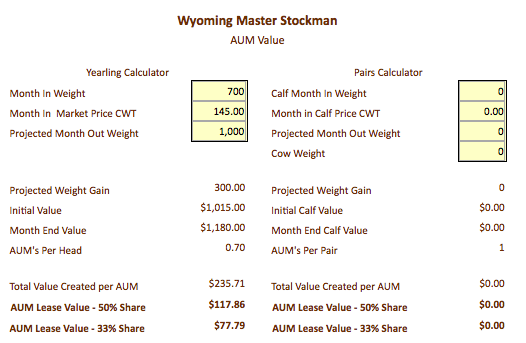 Wyoming Master Stockman
AUM Value
Yearling Calculator Pairs Calculator
Month In Weight 700 Calf Month In Weight 0
Month In Market Price CWT 145.00 Month in Calf Price CWT 0.00
Projected Month Out Weight 1,000 Projected Month Out Weight 0
Cow Weight 0
Projected Weight Gain 300.00 Projected Weight Gain 0
Initial Value $1,015.00 Initial Calf Value $0.00
Month End Value $1,180.00 Month End Calf Value $0.00
AUM's Per Head 0.70 AUM's Per Pair 1
Total Value Created per AUM $235.71 Total Value Created per AUM $0.00
AUM Lease Value - 50% Share $117.86 AUM Lease Value - 50% Share $0.00
AUM Lease Value - 33% Share $77.79 AUM Lease Value - 33% Share $0.00